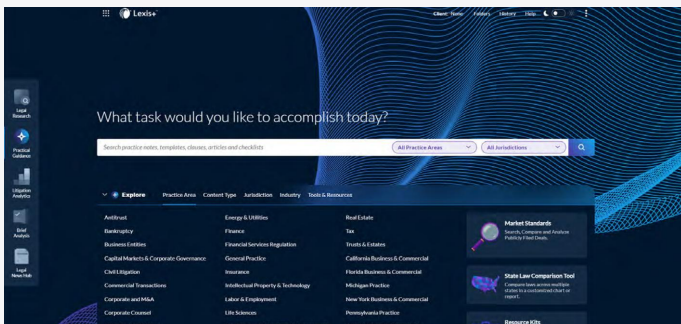 Lexis+
Client: None Folders History Help
What task would you like to accomplish today?
Search practice notes, templates, clauses, articles and checklists
All Practice Areas
All Jurisdictions
Legal
Research
Practical
Guidance
Litigation
Analytics
Brief
Analysis
Legal
News Hub
Explore Practice Area Content Type Jurisdiction Industry Tools & Resources
Antitrust
Bankruptcy
Business Entities
Capital Markets & Corporate Governance
Civil Litigation
Commercial Transactions
Corporate and M&A
Corporate Counsel
Energy & Utilities
Finance
Financial Services Regulation
General Practice
Insurance
Intellectual Property & Technology
Labor & Employment
Life Sciences
Real Estate
Tax
Trusts & Estates
California Business & Commercial
Florida Business & Commercial
Michigan Practice
New York Business & Commercial
Pennsylvania Practice
Market Standards
Search, Compare and Analyze
Publicly Filed Deals.
State Law Comparison Tool
Compare laws across multiple
states in a customized chart or
report.
Resource Kits